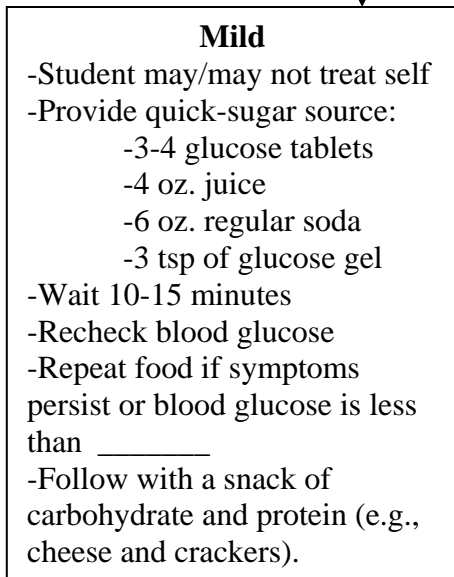 Mild
-Student may/may not treat self
-Provide quick-sugar source:
-3-4 glucose tablets
-4 oz. juice
-6 oz. regular soda
-3 tsp of glucose gel
-Wait 10-15 minutes
-Recheck blood glucose
-Repeat food if symptoms
persist or blood glucose is less
than _______
-Follow with a snack of
carbohydrate and protein (e.g.,
cheese and crackers).